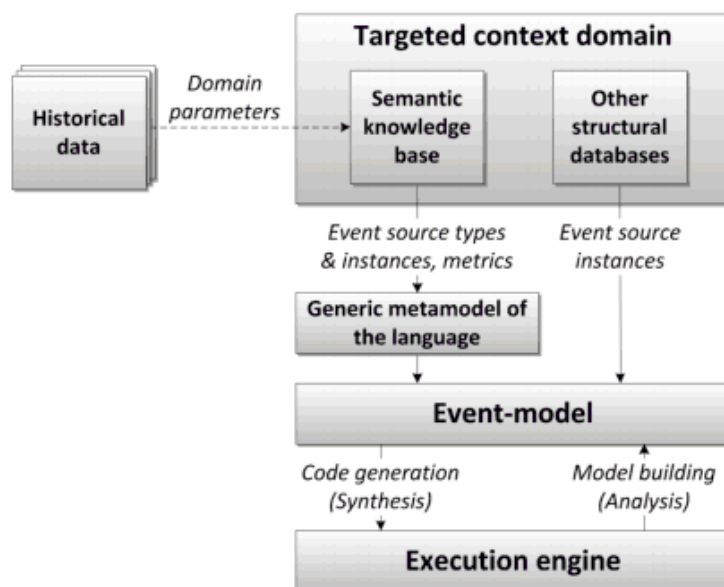 Targeted context domain
Historical
data
Domain
parameters
Semantic
knowledge
base
Other
structural
databases
Event source types
& instances, metrics
Event source
instances
Generic metamodel of
the language
Event-model
Code generation
(Synthesis)
Model building
(Analysis)
Execution engine